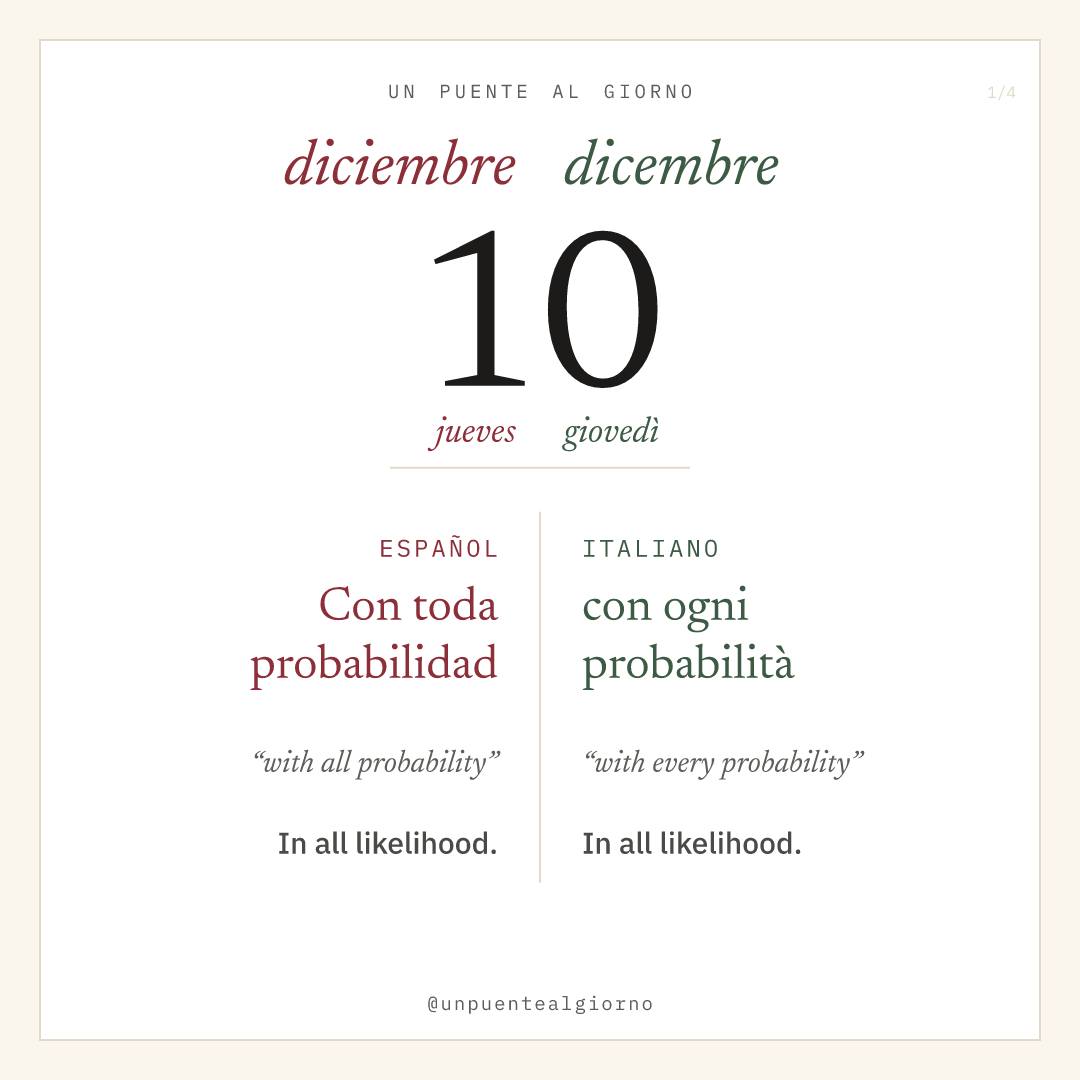 UN PUENTE AL GIORNO
1/4
diciembre dicembre
10
jueves giovedì
ESPAÑOL
Con toda
probabilidad
“with all probability”
In all likelihood.
ITALIANO
con ogni
probabilità
“with every probability”
In all likelihood.
@unpuentealgiorno